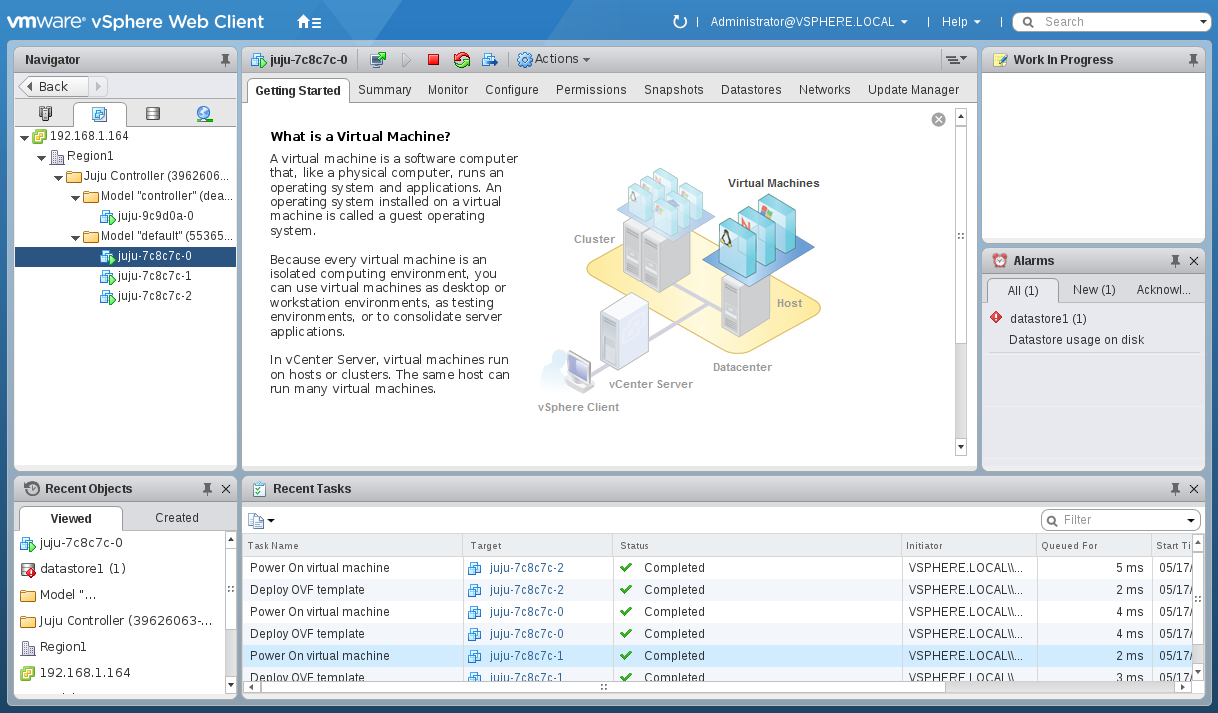 vmware® vSphere Web Client
Administrator@VSPHERE.LOCAL
Help
Search
Navigator
Back
192.168.1.164
Region1
Juju Controller (3962606...
Model "controller" (dea...
juju-9c9d0a-0
Model "default" (55365...
juju-7c8c7c-0
juju-7c8c7c-1
juju-7c8c7c-2
juju-7c8c7c-0
Actions
Getting Started
Summary
Monitor
Configure
Permissions
Snapshots
Datastores
Networks
Update Manager
What is a Virtual Machine?
A virtual machine is a software computer
that, like a physical computer, runs an
operating system and applications. An
operating system installed on a virtual
machine is called a guest operating
system.
Because every virtual machine is an
isolated computing environment, you
can use virtual machines as desktop or
workstation environments, as testing
environments, or to consolidate server
applications.
In vCenter Server, virtual machines run
on hosts or clusters. The same host can
run many virtual machines.
Virtual Machines
Cluster
Host
Datacenter
vCenter Server
vSphere Client
Work In Progress
Alarms
All (1)
New (1)
Acknowl...
datastore1 (1)
Datastore usage on disk
Recent Objects
Viewed
Created
juju-7c8c7c-0
datastore1 (1)
Model "...
Juju Controller (39626063-...
Region1
192.168.1.164
Recent Tasks
Filter
Task Name Target Status Initiator Queued For Start Ti
Power On virtual machine juju-7c8c7c-2 Completed VSPHERE.LOCAL\\... 5 ms 05/17/
Deploy OVF template juju-7c8c7c-2 Completed VSPHERE.LOCAL\\... 2 ms 05/17/
Power On virtual machine juju-7c8c7c-0 Completed VSPHERE.LOCAL\\... 4 ms 05/17/
Deploy OVF template juju-7c8c7c-0 Completed VSPHERE.LOCAL\\... 4 ms 05/17/
Power On virtual machine juju-7c8c7c-1 Completed VSPHERE.LOCAL\\... 2 ms 05/17/
Deploy OVF template juju-7c8c7c-1 Completed VSPHERE.LOCAL\\... 3 ms 05/17/